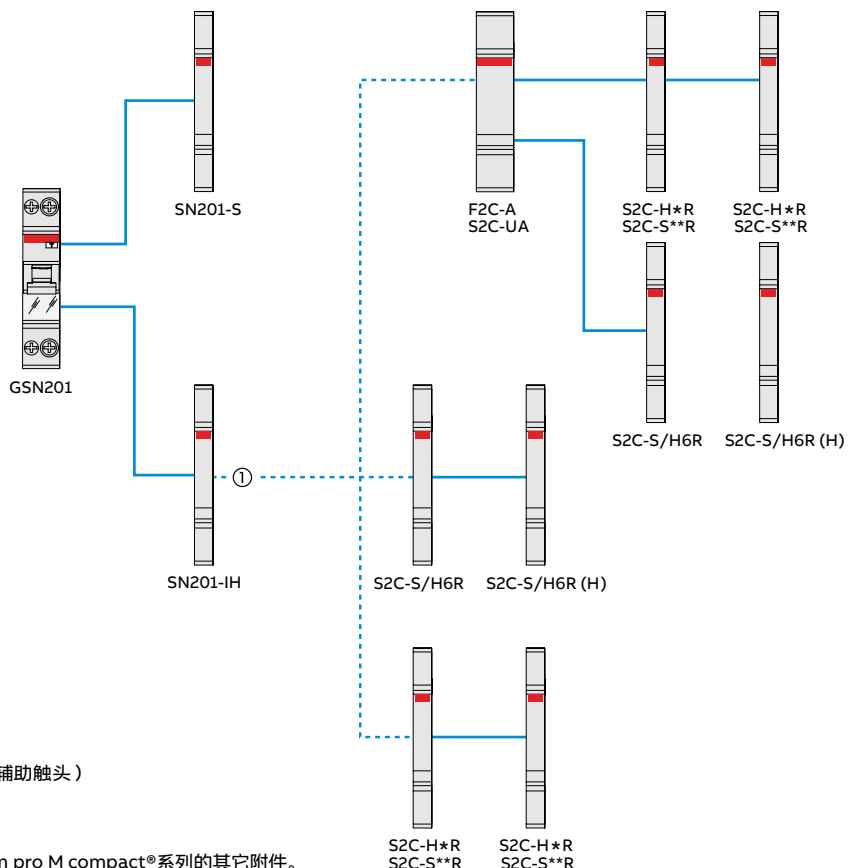 SN201-S
F2C-A
S2C-UA
S2C-H*R
S2C-S**R
S2C-H*R
S2C-S**R
GSN201
S2C-S/H6R
S2C-S/H6R (H)
①
SN201-IH
S2C-S/H6R
S2C-S/H6R (H)
辅助触头）
S2C-H*R
S2C-S**R
S2C-H*R
S2C-S**R
pro M compact®系列的其它附件。